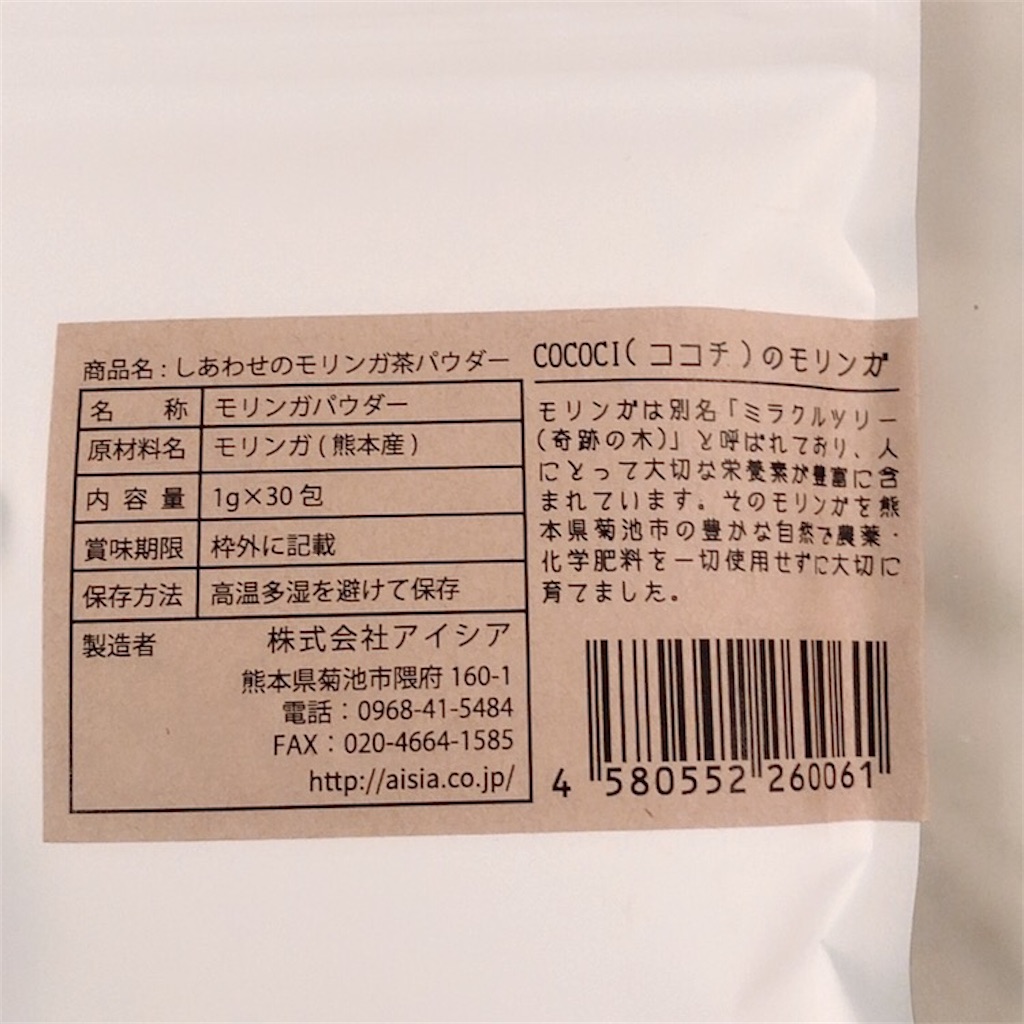 商品名：しあわせのモリンガ茶パウダー
名　称 モリンガパウダー
原材料名 モリンガ(熊本産)
内容量 1g×30包
賞味期限 枠外に記載
保存方法 高温多湿を避けて保存
製造者 株式会社アイシア
熊本県菊池市隈府 160-1
電話：0968-41-5484
FAX：020-4664-1585
http://aisia.co.jp/
COCOCI(ココチ)のモリンガ
モリンガは別名「ミラクルツリー
(奇跡の木)」と呼ばれており、人
にとって大切な栄養素が豊富に含
まれています。そのモリンガを熊
本県菊池市の豊かな自然で農薬・
化学肥料を一切使用せずに大切に
育てました。
4 580552 260061